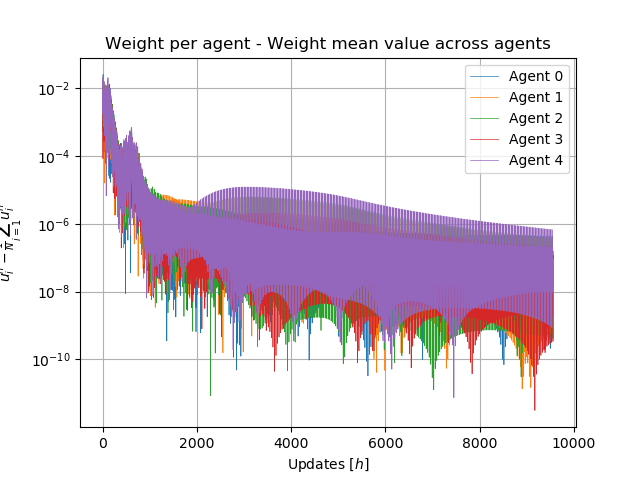 Weight per agent - Weight mean value across agents
10⁻²
10⁻⁴
10⁻⁶
10⁻⁸
10⁻¹⁰
0
2000
4000
6000
8000
10000
Updates [h]
Agent 0
Agent 1
Agent 2
Agent 3
Agent 4